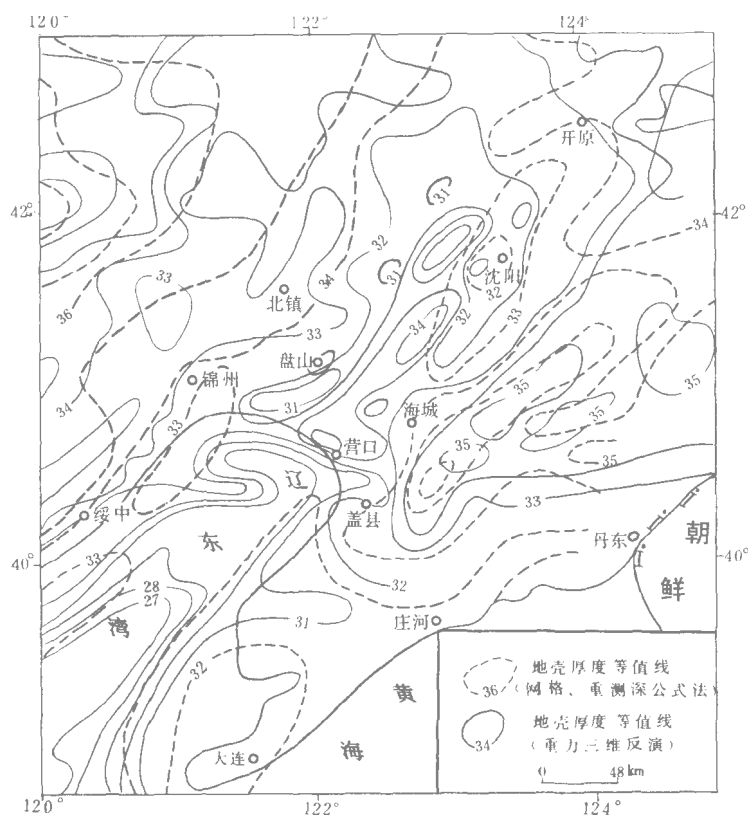 120° 122° 124°
开原
31
42° 42°
34
32
沈阳
33
31
32
36
北镇
34
33
32
33
34
盘山
锦州
35
35
34
31
海城
35
33
营口
35
35
辽
33
绥中
盖县
东
丹东
朝
40° 40°
33
鲜
28
32
27
湾
31
庄河
32
黄
地壳厚度等值线
36
(网格、重测深公式法)
海
地壳厚度等值线
34
(重力三维反演)
大连
0 48km
120° 122° 124°